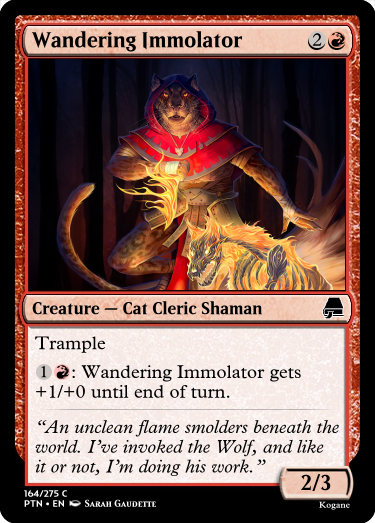 Wandering Immolator 2
Creature — Cat Cleric Shaman
Trample
1 : Wandering Immolator gets
+1/+0 until end of turn.
“An unclean flame smolders beneath the
world. I’ve invoked the Wolf, and like
it or not, I’m doing his work.”
2/3
164/275 C
PTN • EN SARAH GAUDETTE
Kogane